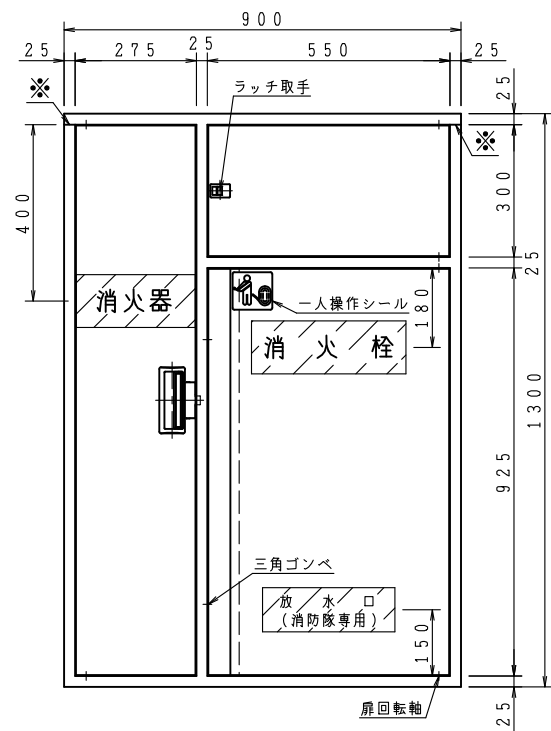 900
25
275
25
550
25
※
ラッチ取手
25
※
400
300
25
消火器
一人操作シール
180
消火栓
1300
925
三角ゴンベ
放水口
(消防隊専用)
150
扉回転軸
25